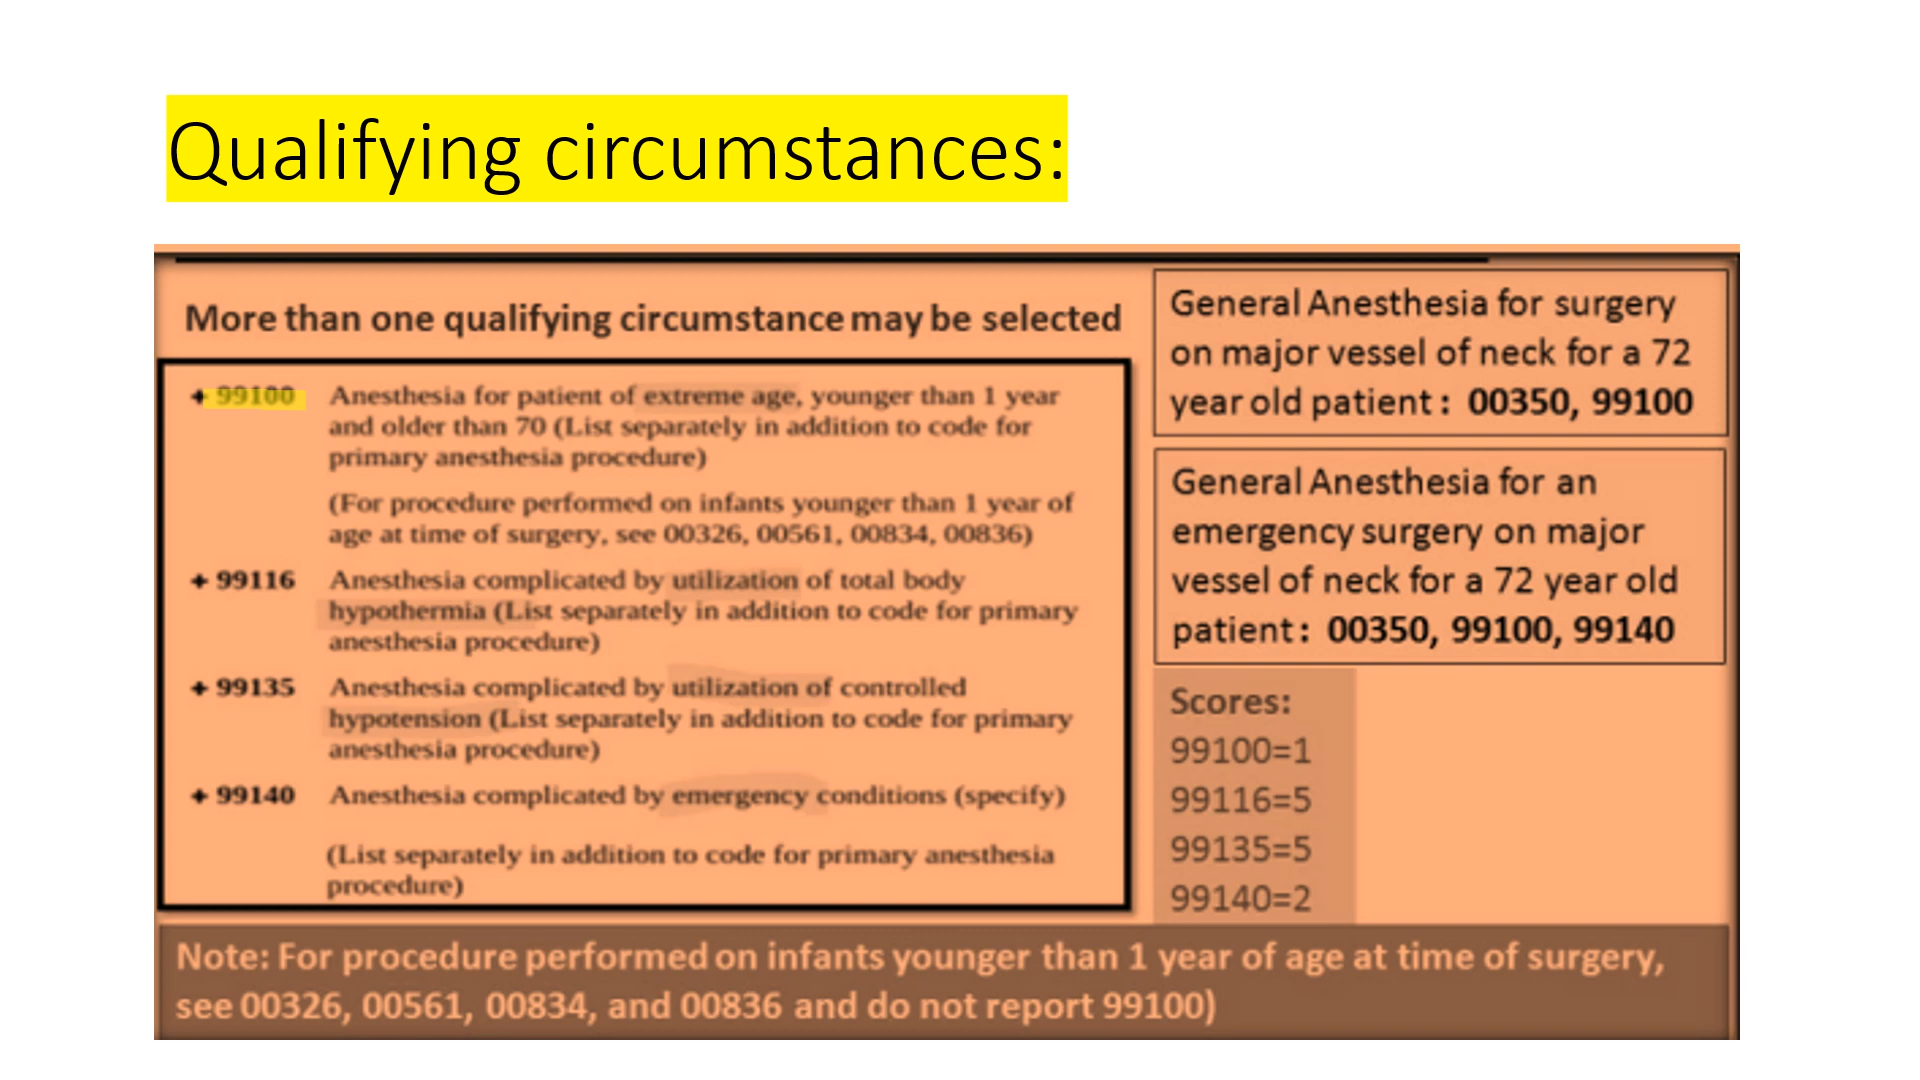 Qualifying circumstances:
More than one qualifying circumstance may be selected
+ 99100 Anesthesia for patient of extreme age, younger than 1 year
and older than 70 (List separately in addition to code for
primary anesthesia procedure)
(For procedure performed on infants younger than 1 year of
age at time of surgery, see 00326, 00561, 00834, 00836)
+ 99116 Anesthesia complicated by utilization of total body
hypothermia (List separately in addition to code for primary
anesthesia procedure)
+ 99135 Anesthesia complicated by utilization of controlled
hypotension (List separately in addition to code for primary
anesthesia procedure)
+ 99140 Anesthesia complicated by emergency conditions (specify)
(List separately in addition to code for primary anesthesia
procedure)
General Anesthesia for surgery
on major vessel of neck for a 72
year old patient : 00350, 99100
General Anesthesia for an
emergency surgery on major
vessel of neck for a 72 year old
patient : 00350, 99100, 99140
Scores:
99100=1
99116=5
99135=5
99140=2
Note: For procedure performed on infants younger than 1 year of age at time of surgery,
see 00326, 00561, 00834, and 00836 and do not report 99100)